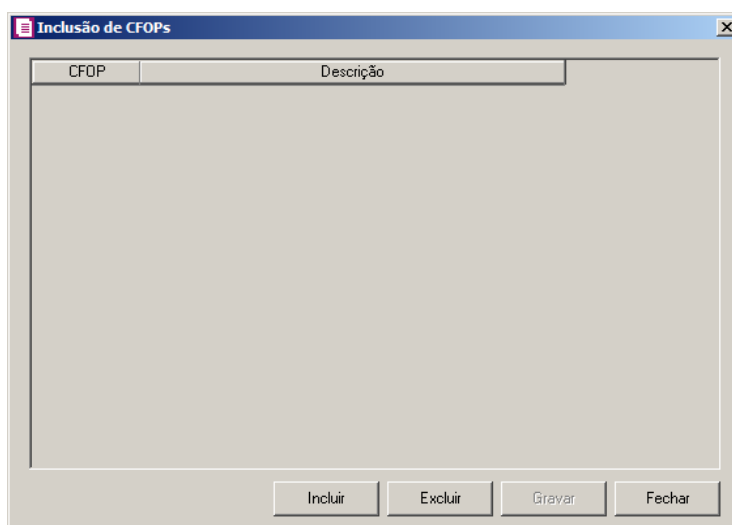 Inclusão de CFOPs
CFOP Descrição
Incluir Excluir Gravar Fechar